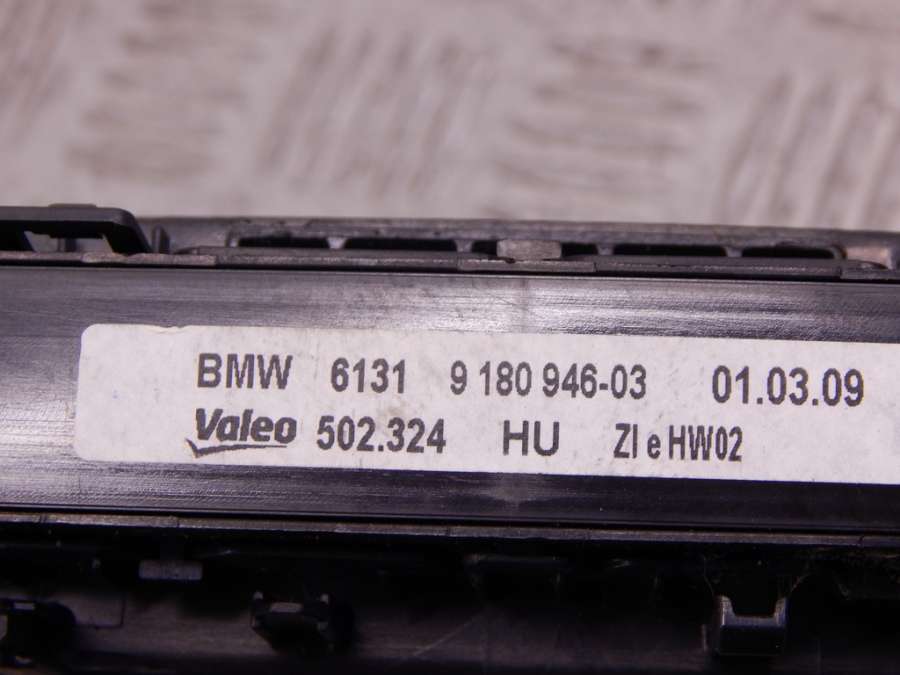 BMW 6131 9 180 946-03 01.03.09
Valeo 502.324 HU ZI e HW02